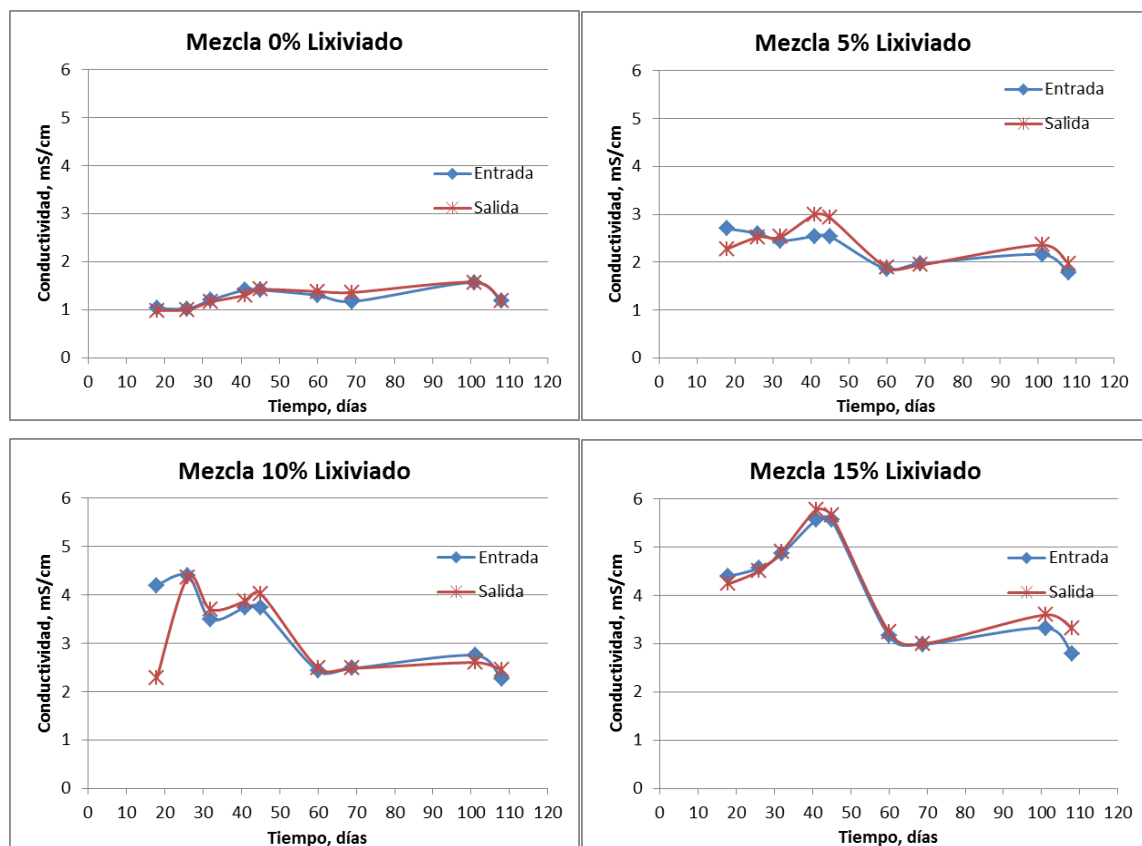 Mezcla 0% Lixiviado
6
5
4
3
2
1
0
Conductividad, mS/cm
Entrada
Salida
0 10 20 30 40 50 60 70 80 90 100 110 120
Tiempo, días
Mezcla 5% Lixiviado
6
5
4
3
2
1
0
Conductividad, mS/cm
Entrada
Salida
0 10 20 30 40 50 60 70 80 90 100 110 120
Tiempo, días
Mezcla 10% Lixiviado
6
5
4
3
2
1
0
Conductividad, mS/cm
Entrada
Salida
0 10 20 30 40 50 60 70 80 90 100 110 120
Tiempo, días
Mezcla 15% Lixiviado
6
5
4
3
2
1
0
Conductividad, mS/cm
Entrada
Salida
0 10 20 30 40 50 60 70 80 90 100 110 120
Tiempo, días